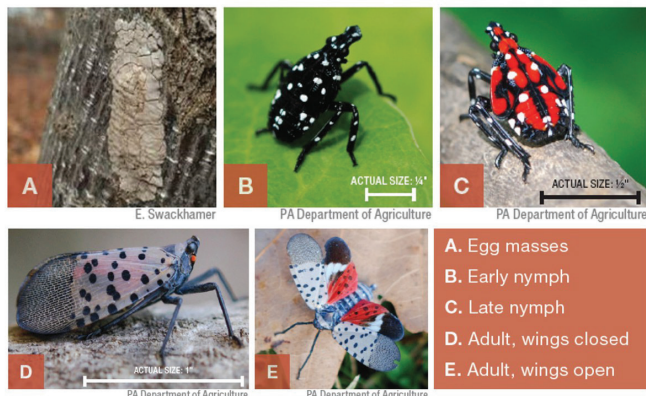 A
E. Swackhamer
B
ACTUAL SIZE: ¼"
PA Department of Agriculture
C
ACTUAL SIZE: ½"
PA Department of Agriculture
D
ACTUAL SIZE: 1"
PA Department of Agriculture
E
PA Department of Agriculture
A. Egg masses
B. Early nymph
C. Late nymph
D. Adult, wings closed
E. Adult, wings open